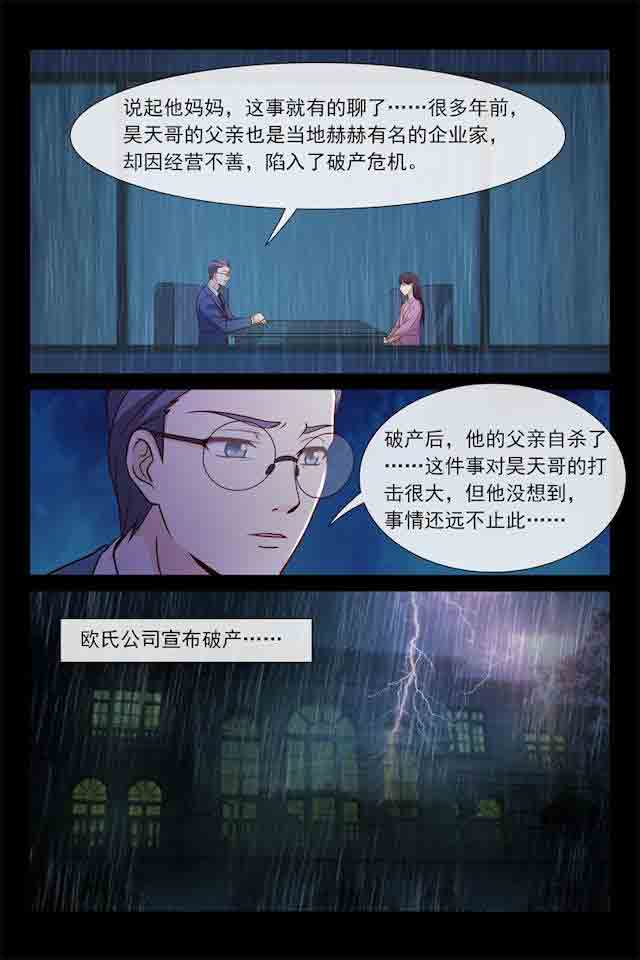 说起他妈妈，这事就有的聊了……很多年前，
昊天哥的父亲也是当地赫赫有名的企业家，
却因经营不善，陷入了破产危机。
破产后，他的父亲自杀了
……这件事对昊天哥的打
击很大，但他没想到，
事情还远不止此……
欧氏公司宣布破产……